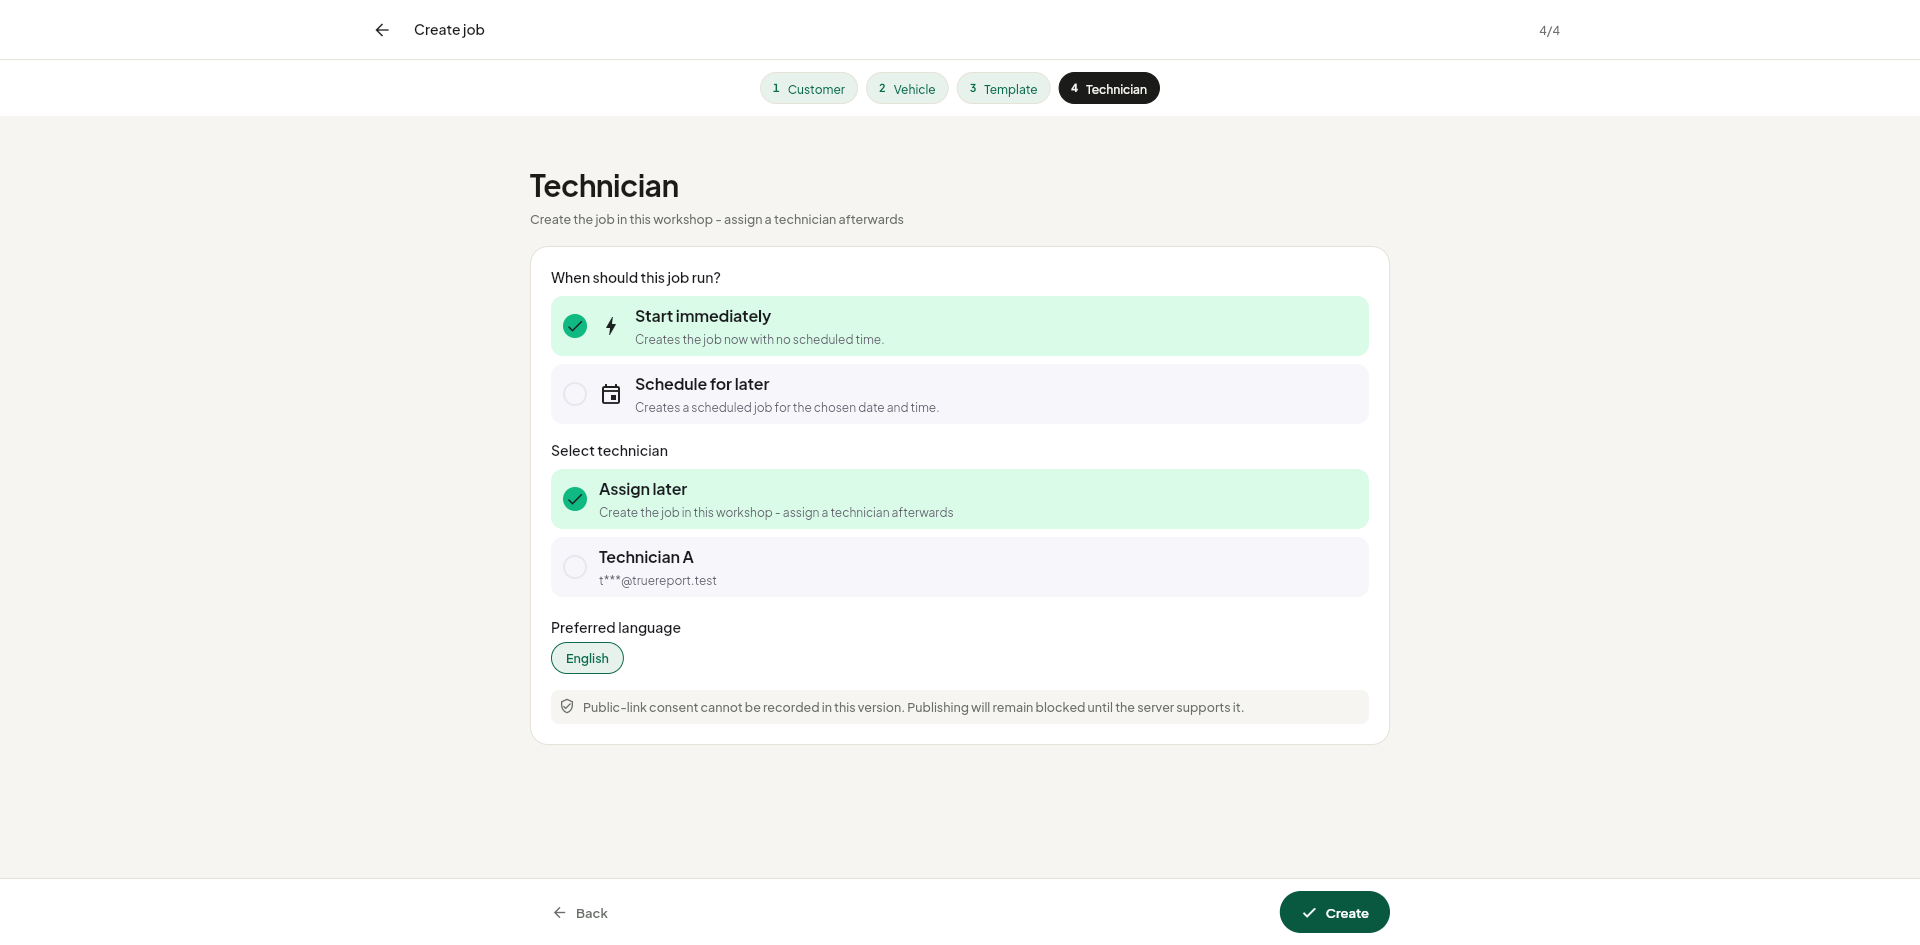 Create job
4/4
1 Customer
2 Vehicle
3 Template
4 Technician
Technician
Create the job in this workshop - assign a technician afterwards
When should this job run?
Start immediately
Creates the job now with no scheduled time.
Schedule for later
Creates a scheduled job for the chosen date and time.
Select technician
Assign later
Create the job in this workshop - assign a technician afterwards
Technician A
t***@truereport.test
Preferred language
English
Public-link consent cannot be recorded in this version. Publishing will remain blocked until the server supports it.
Back
Create